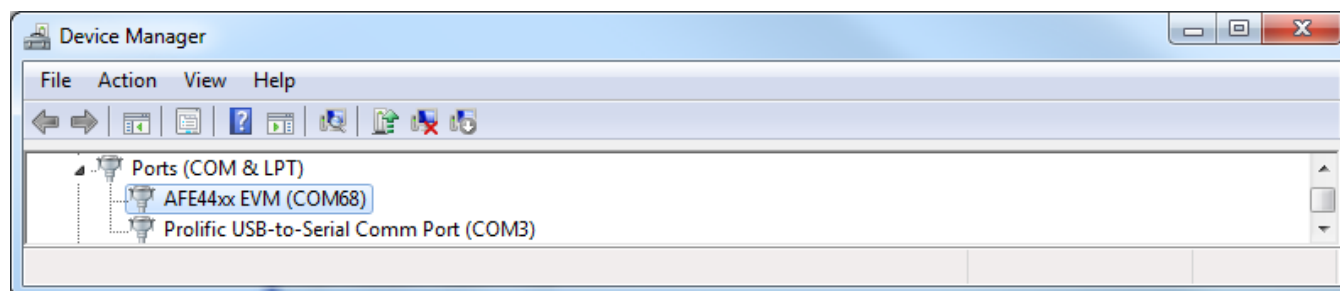 Device Manager
File Action View Help
Ports (COM & LPT)
AFE44xx EVM (COM68)
Prolific USB-to-Serial Comm Port (COM3)